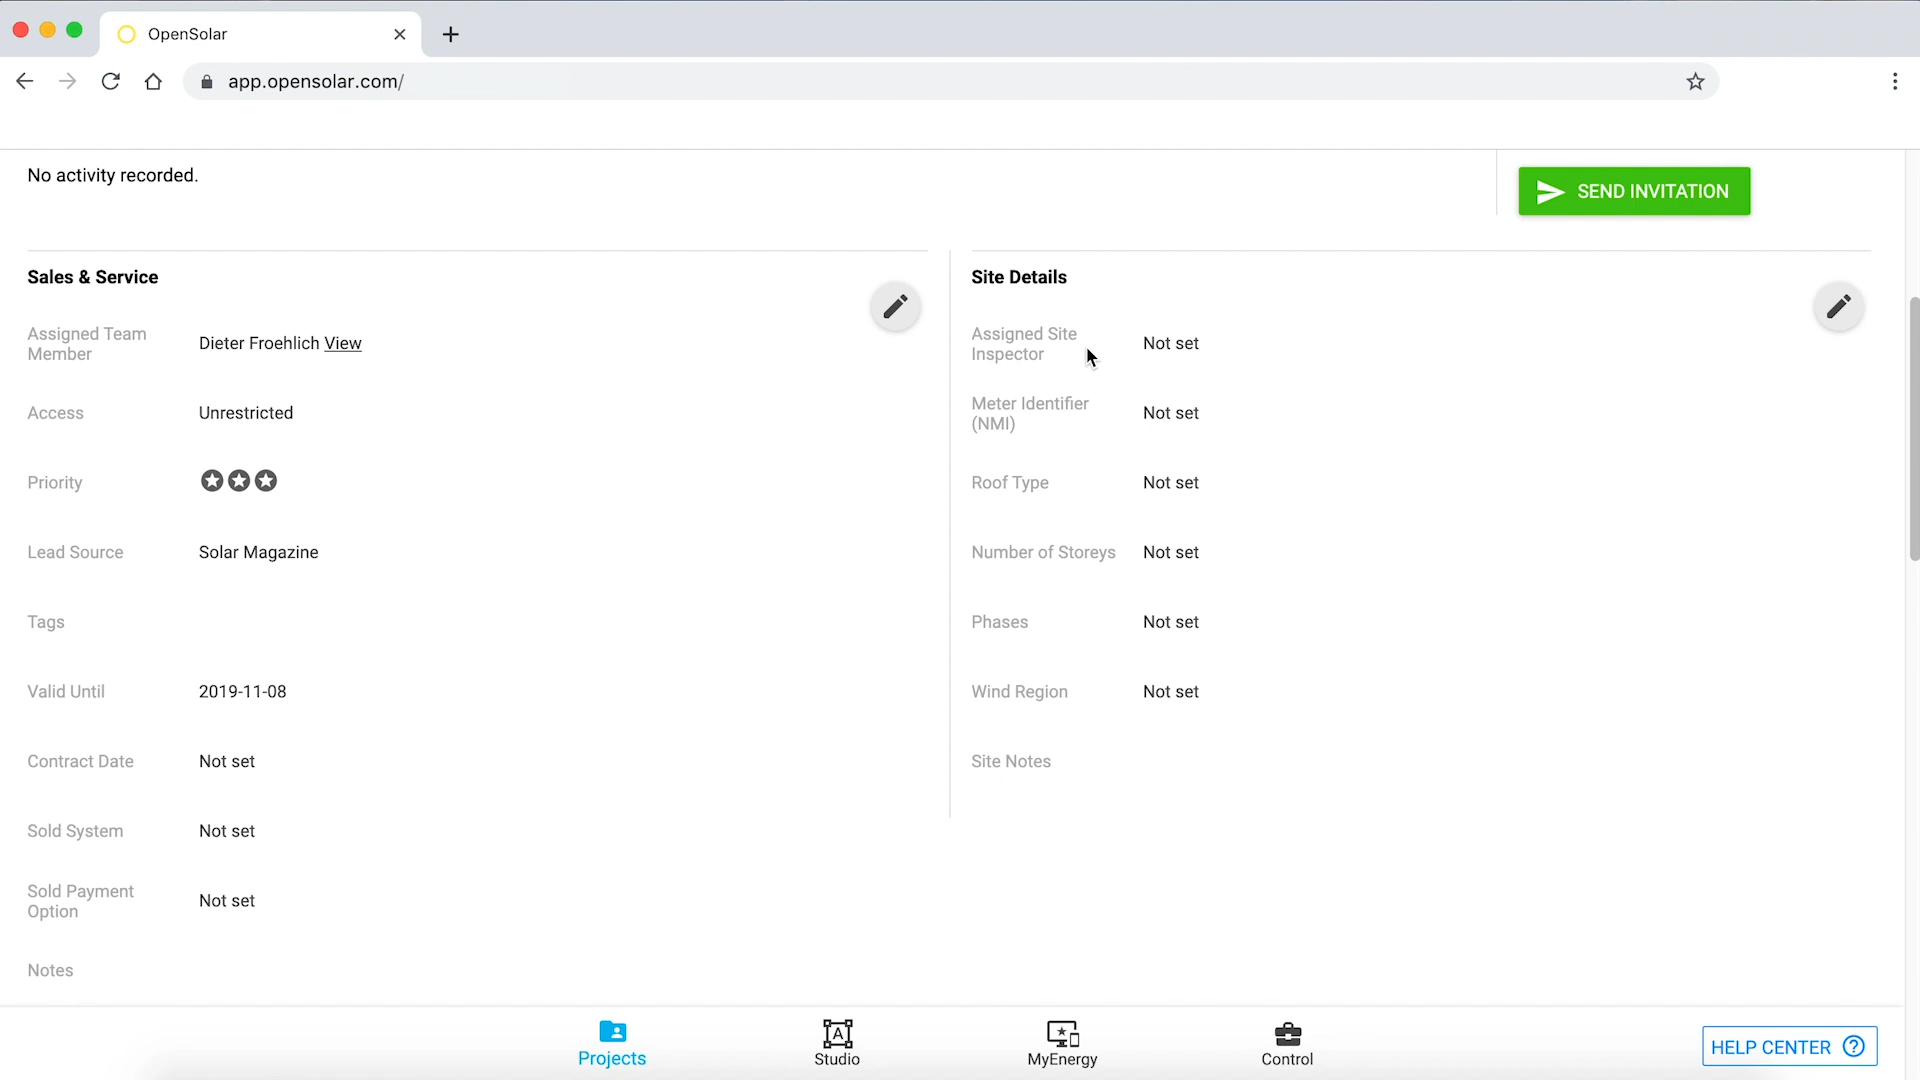 OpenSolar
app.opensolar.com/
No activity recorded.
SEND INVITATION
Sales & Service
Assigned Team
Member
Dieter Froehlich View
Access
Unrestricted
Priority
Lead Source
Solar Magazine
Tags
Valid Until
2019-11-08
Contract Date
Not set
Sold System
Not set
Sold Payment
Option
Not set
Notes
Site Details
Assigned Site
Inspector
Not set
Meter Identifier
(NMI)
Not set
Roof Type
Not set
Number of Storeys
Not set
Phases
Not set
Wind Region
Not set
Site Notes
Projects
Studio
MyEnergy
Control
HELP CENTER